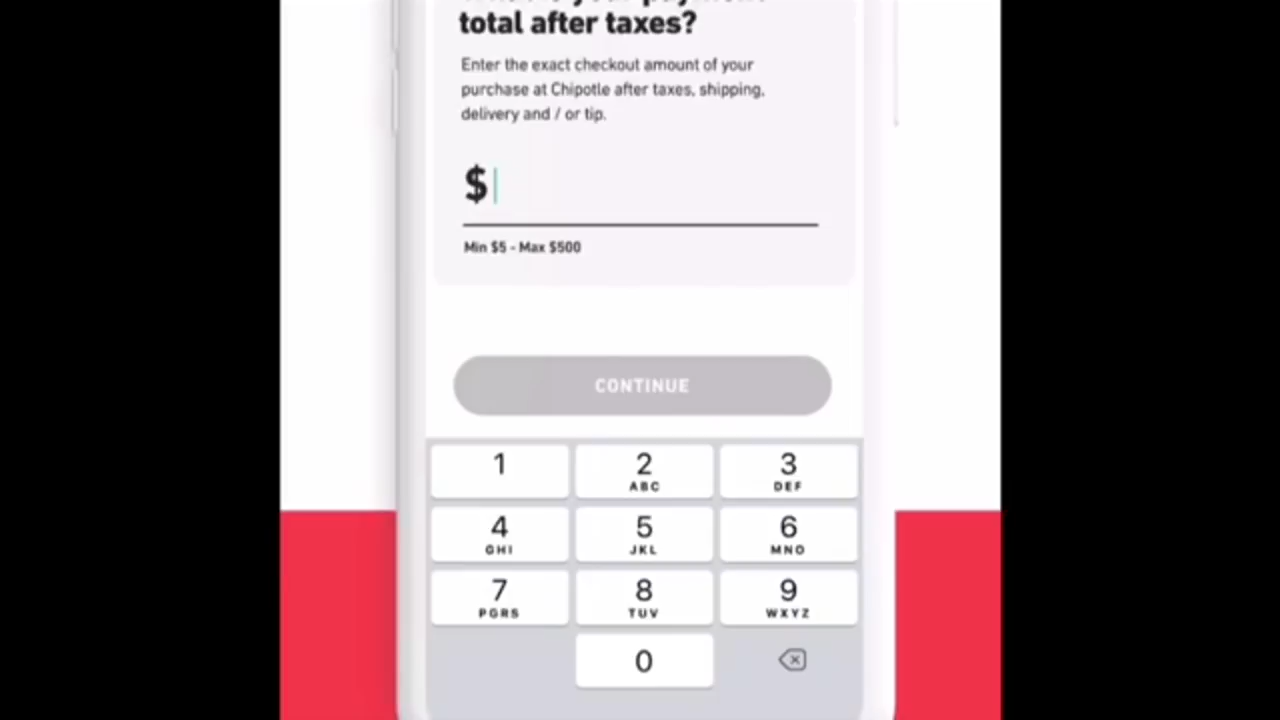 total after taxes?
Enter the exact checkout amount of your
purchase at Chipotle after taxes, shipping,
delivery and / or tip.
$
Min $5 - Max $500
CONTINUE
1
2
3
ABC
DEF
4
5
6
GHI
JKL
MNO
7
8
9
PQRS
TUV
WXYZ
0